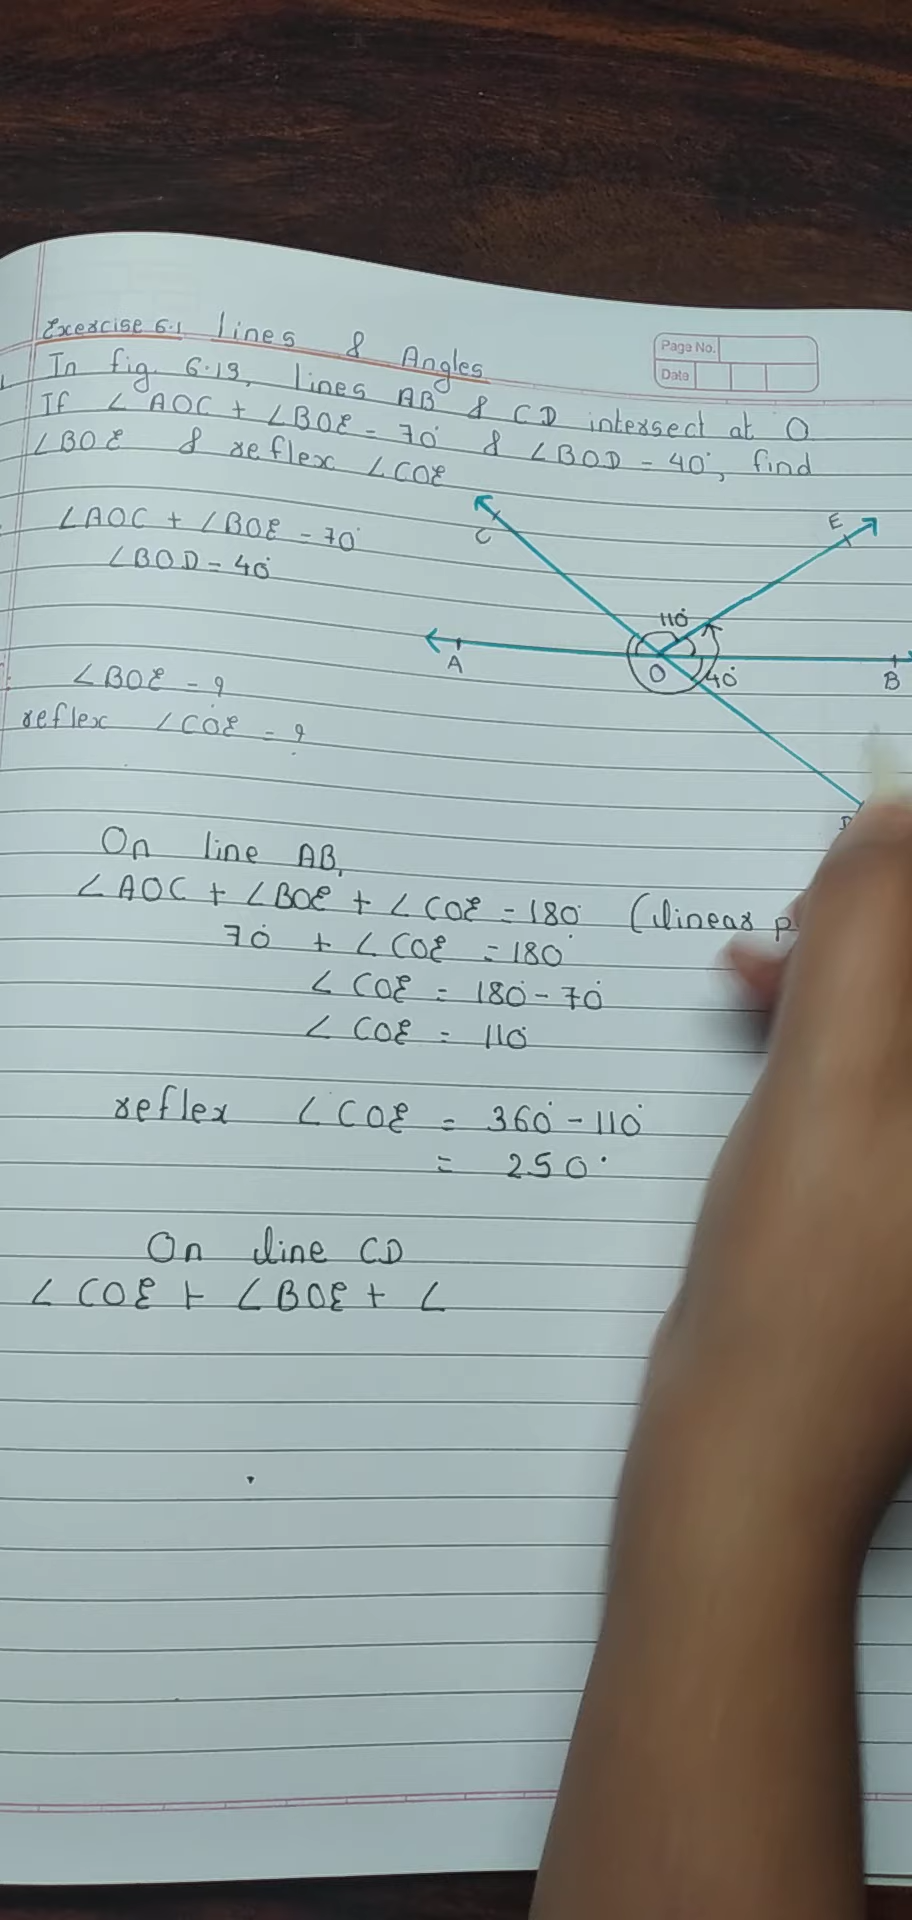 Exercise 6.1 Lines & Angles
Page No.
Date
In fig. 6.13, lines AB & CD intersect at O
If ∠AOC + ∠BOE = 70° & ∠BOD = 40°, find
∠BOE & reflex ∠COE
∠AOC + ∠BOE = 70°
∠BOD = 40°
C
E
110°
A
O
40°
B
D
∠BOE = ?
reflex ∠COE = ?
On line AB,
∠AOC + ∠BOE + ∠COE = 180° (linear p
70° + ∠COE = 180°
∠COE = 180° - 70°
∠COE = 110°
reflex ∠COE = 360° - 110°
= 250°
On line CD
∠COE + ∠BOE + ∠